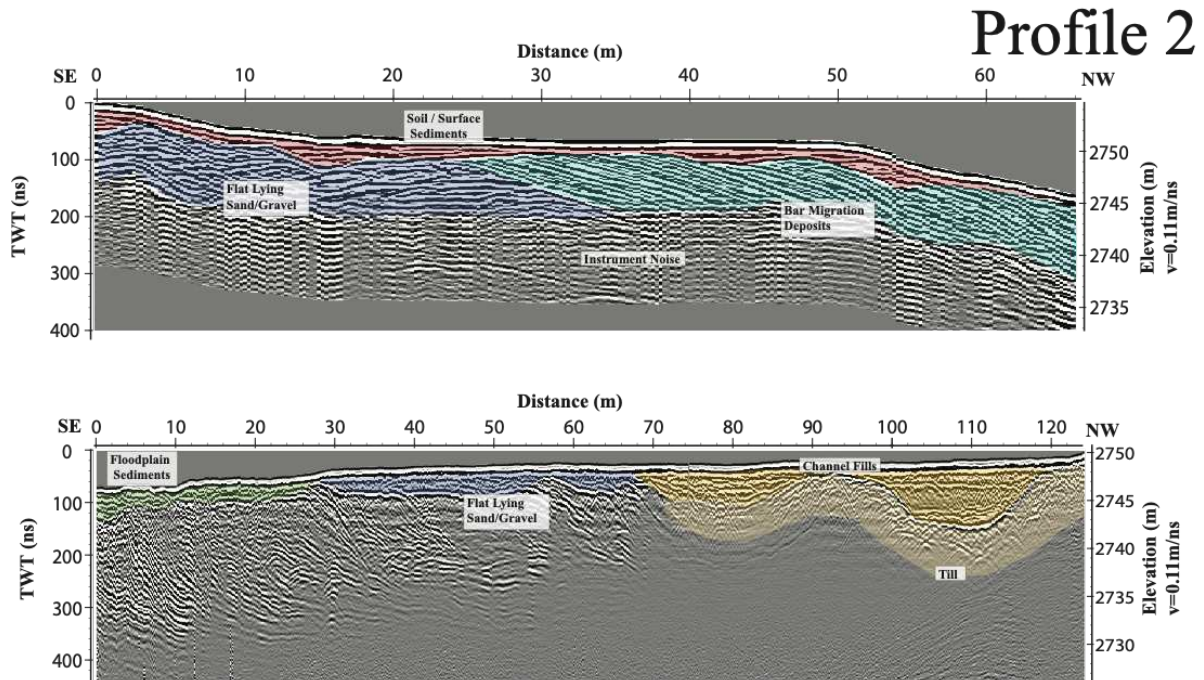 Profile 2
Distance (m)
SE 0 10 20 30 40 50 60 NW
0
100
200
300
400
TWT (ns)
2750
2745
2740
2735
Elevation (m)
v=0.11m/ns
Soil / Surface
Sediments
Flat Lying
Sand/Gravel
Bar Migration
Deposits
Instrument Noise
Distance (m)
SE 0 10 20 30 40 50 60 70 80 90 100 110 120 NW
0
100
200
300
400
TWT (ns)
2750
2745
2740
2735
2730
Elevation (m)
v=0.11m/ns
Floodplain
Sediments
Channel Fills
Flat Lying
Sand/Gravel
Till